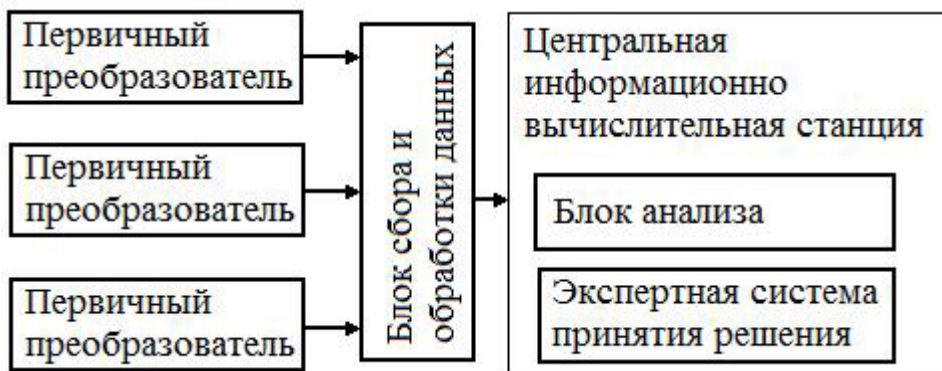 Первичный
преобразователь
Первичный
преобразователь
Первичный
преобразователь
Блок сбора и
обработки данных
Центральная
информационно
вычислительная станция
Блок анализа
Экспертная система
принятия решения